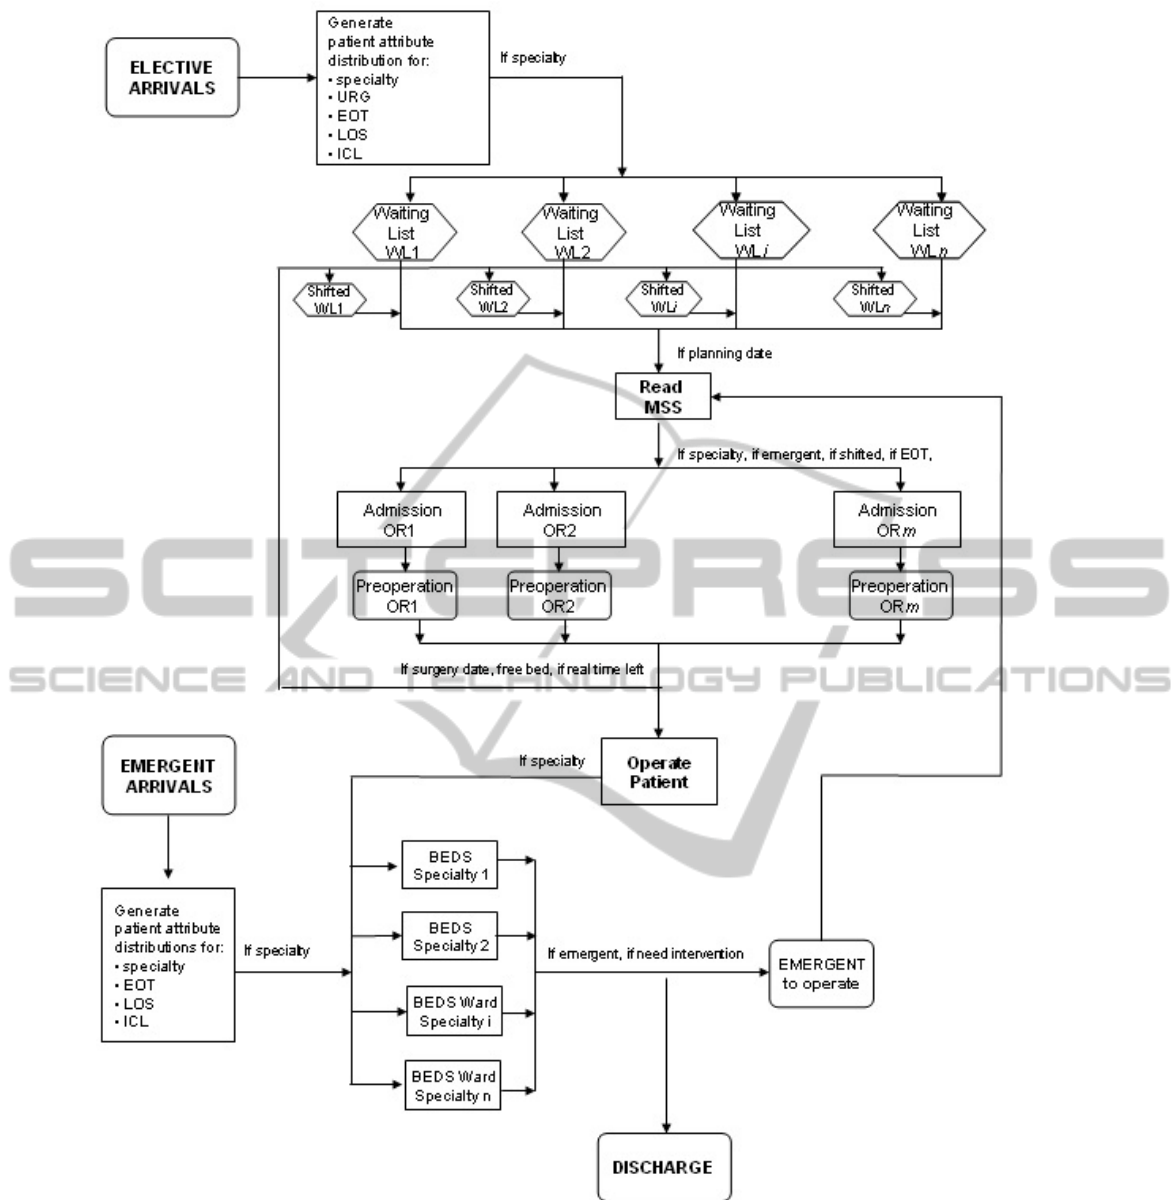 Generate
patient attribute
distribution for:
• specialty
• URG
• EOT
• LOS
• ICL
ELECTIVE
ARRIVALS
If specialty
Waiting
List
WL1
Waiting
List
WL2
Waiting
List
WLi
Waiting
List
WLn
Shifted
WL1
Shifted
WL2
Shifted
WLi
Shifted
WLn
If planning date
Read
MSS
If specialty, if emergent, if shifted, if EOT,
Admission
OR1
Admission
OR2
Admission
ORm
SCITEPRESS
Preoperation
OR1
Preoperation
OR2
Preoperation
ORm
If surgery date, free bed, if real time left
SCIENCE AND TECHNOLOGY PUBLICATIONS
EMERGENT
ARRIVALS
If specialty
Operate
Patient
BEDS
Specialty 1
Generate
patient attribute
distributions for:
• specialty
• EOT
• LOS
• ICL
If specialty
BEDS
Specialty 2
If emergent, if need intervention
EMERGENT
to operate
BEDS Ward
Specialty i
BEDS Ward
Specialty n
DISCHARGE